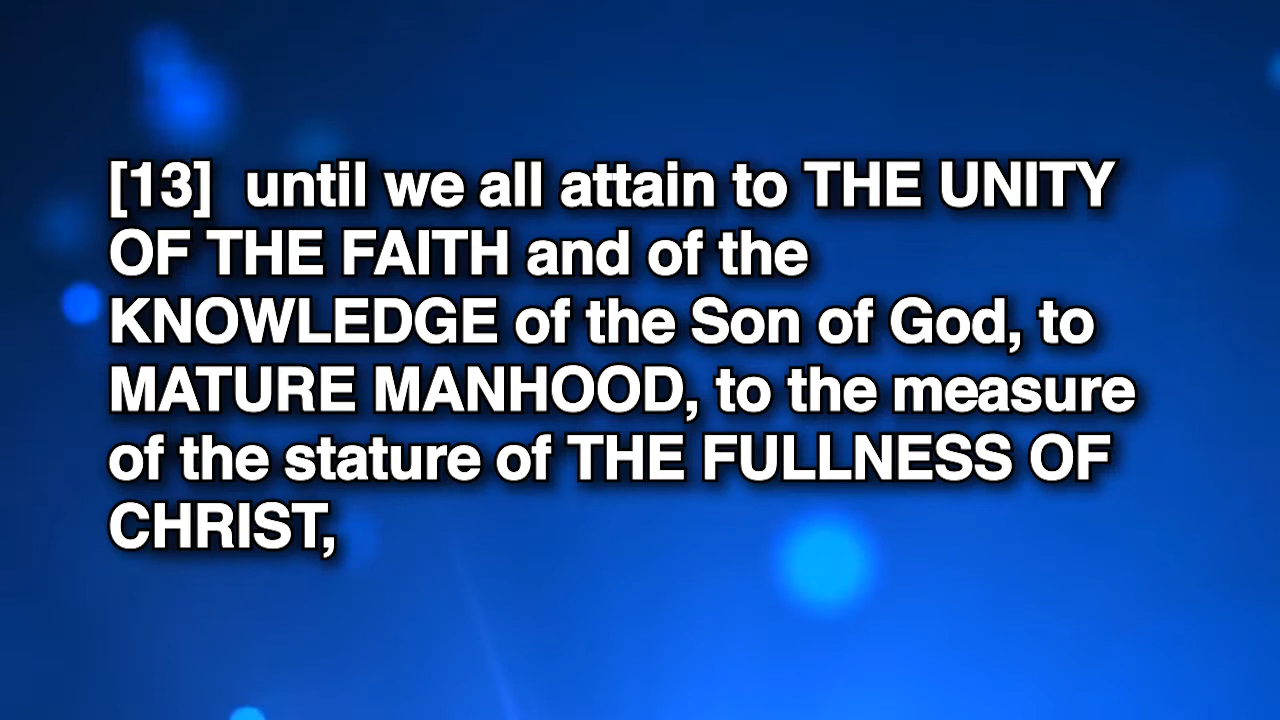 [13]  until we all attain to THE UNITY
OF THE FAITH and of the
KNOWLEDGE of the Son of God, to
MATURE MANHOOD, to the measure
of the stature of THE FULLNESS OF
CHRIST,